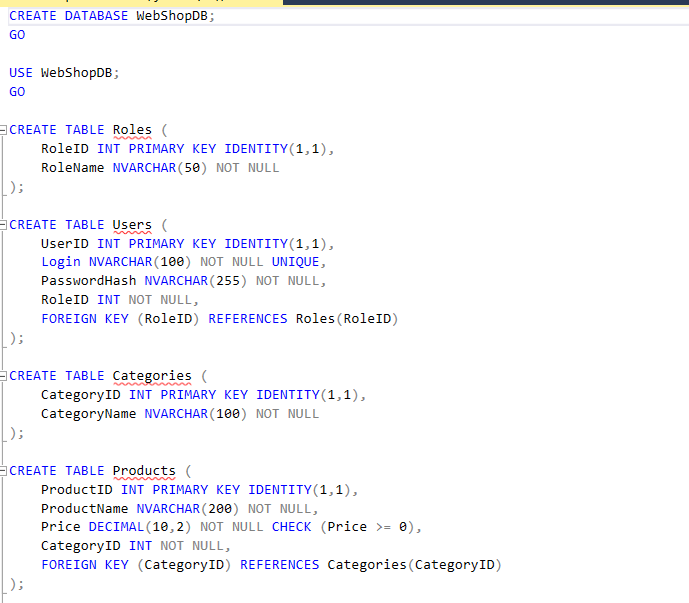 CREATE DATABASE WebShopDB;
GO
USE WebShopDB;
GO
CREATE TABLE Roles (
RoleID INT PRIMARY KEY IDENTITY(1,1),
RoleName NVARCHAR(50) NOT NULL
);
CREATE TABLE Users (
UserID INT PRIMARY KEY IDENTITY(1,1),
Login NVARCHAR(100) NOT NULL UNIQUE,
PasswordHash NVARCHAR(255) NOT NULL,
RoleID INT NOT NULL,
FOREIGN KEY (RoleID) REFERENCES Roles(RoleID)
);
CREATE TABLE Categories (
CategoryID INT PRIMARY KEY IDENTITY(1,1),
CategoryName NVARCHAR(100) NOT NULL
);
CREATE TABLE Products (
ProductID INT PRIMARY KEY IDENTITY(1,1),
ProductName NVARCHAR(200) NOT NULL,
Price DECIMAL(10,2) NOT NULL CHECK (Price >= 0),
CategoryID INT NOT NULL,
FOREIGN KEY (CategoryID) REFERENCES Categories(CategoryID)
);